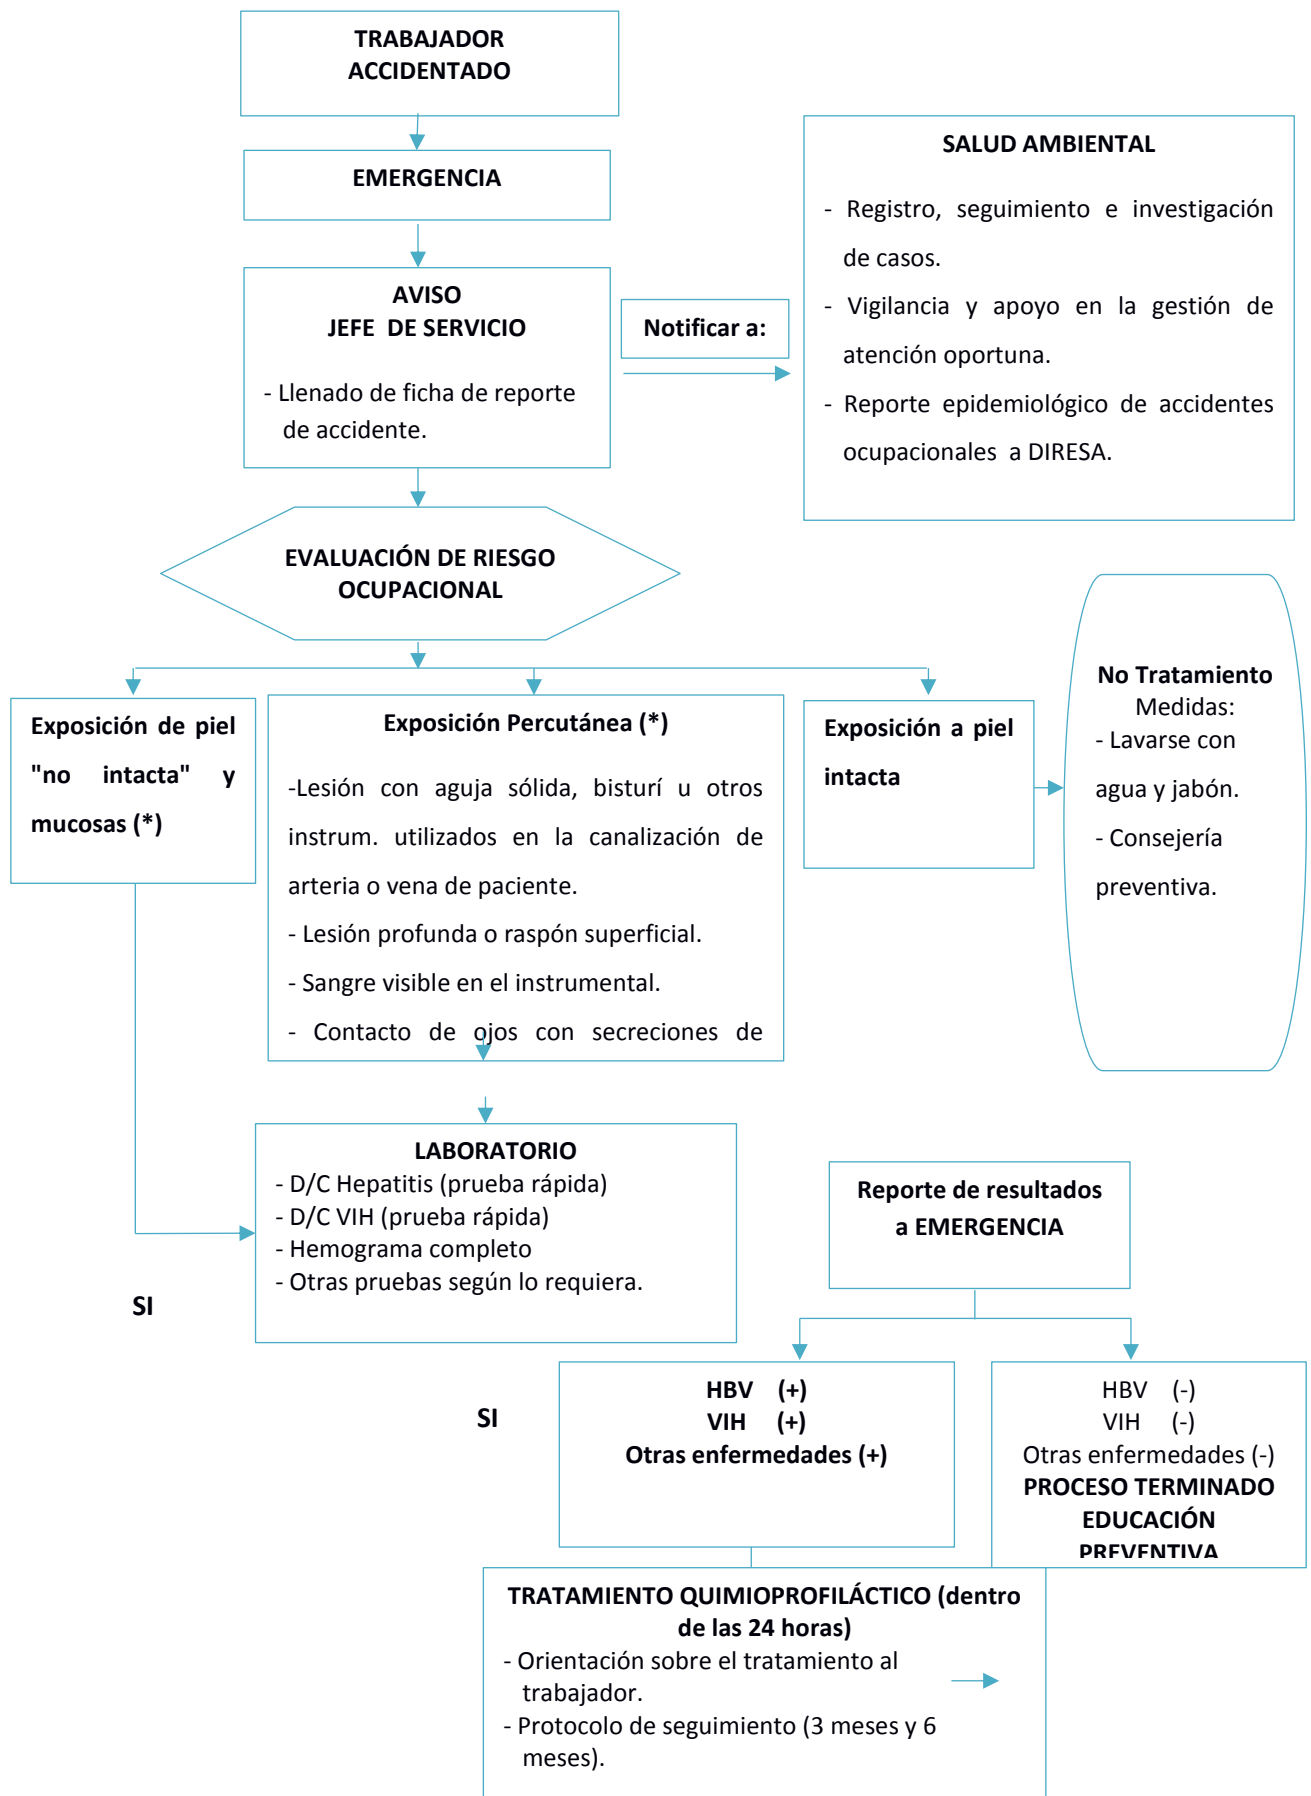 TRABAJADOR
ACCIDENTADO
EMERGENCIA
AVISO
JEFE DE SERVICIO
- Llenado de ficha de reporte
de accidente.
Notificar a:
SALUD AMBIENTAL
- Registro, seguimiento e investigación
de casos.
- Vigilancia y apoyo en la gestión de
atención oportuna.
- Reporte epidemiológico de accidentes
ocupacionales a DIRESA.
EVALUACIÓN DE RIESGO
OCUPACIONAL
Exposición de piel
"no intacta" y
mucosas (*)
Exposición Percutánea (*)
-Lesión con aguja sólida, bisturí u otros
instrum. utilizados en la canalización de
arteria o vena de paciente.
- Lesión profunda o raspón superficial.
- Sangre visible en el instrumental.
- Contacto de ojos con secreciones de
Exposición a piel
intacta
No Tratamiento
Medidas:
- Lavarse con
agua y jabón.
- Consejería
preventiva.
LABORATORIO
- D/C Hepatitis (prueba rápida)
- D/C VIH (prueba rápida)
- Hemograma completo
- Otras pruebas según lo requiera.
SI
Reporte de resultados
a EMERGENCIA
SI
HBV (+)
VIH (+)
Otras enfermedades (+)
HBV (-)
VIH (-)
Otras enfermedades (-)
PROCESO TERMINADO
EDUCACIÓN
PREVENTIVA
TRATAMIENTO QUIMIOPROFILÁCTICO (dentro
de las 24 horas)
- Orientación sobre el tratamiento al
trabajador.
- Protocolo de seguimiento (3 meses y 6
meses).